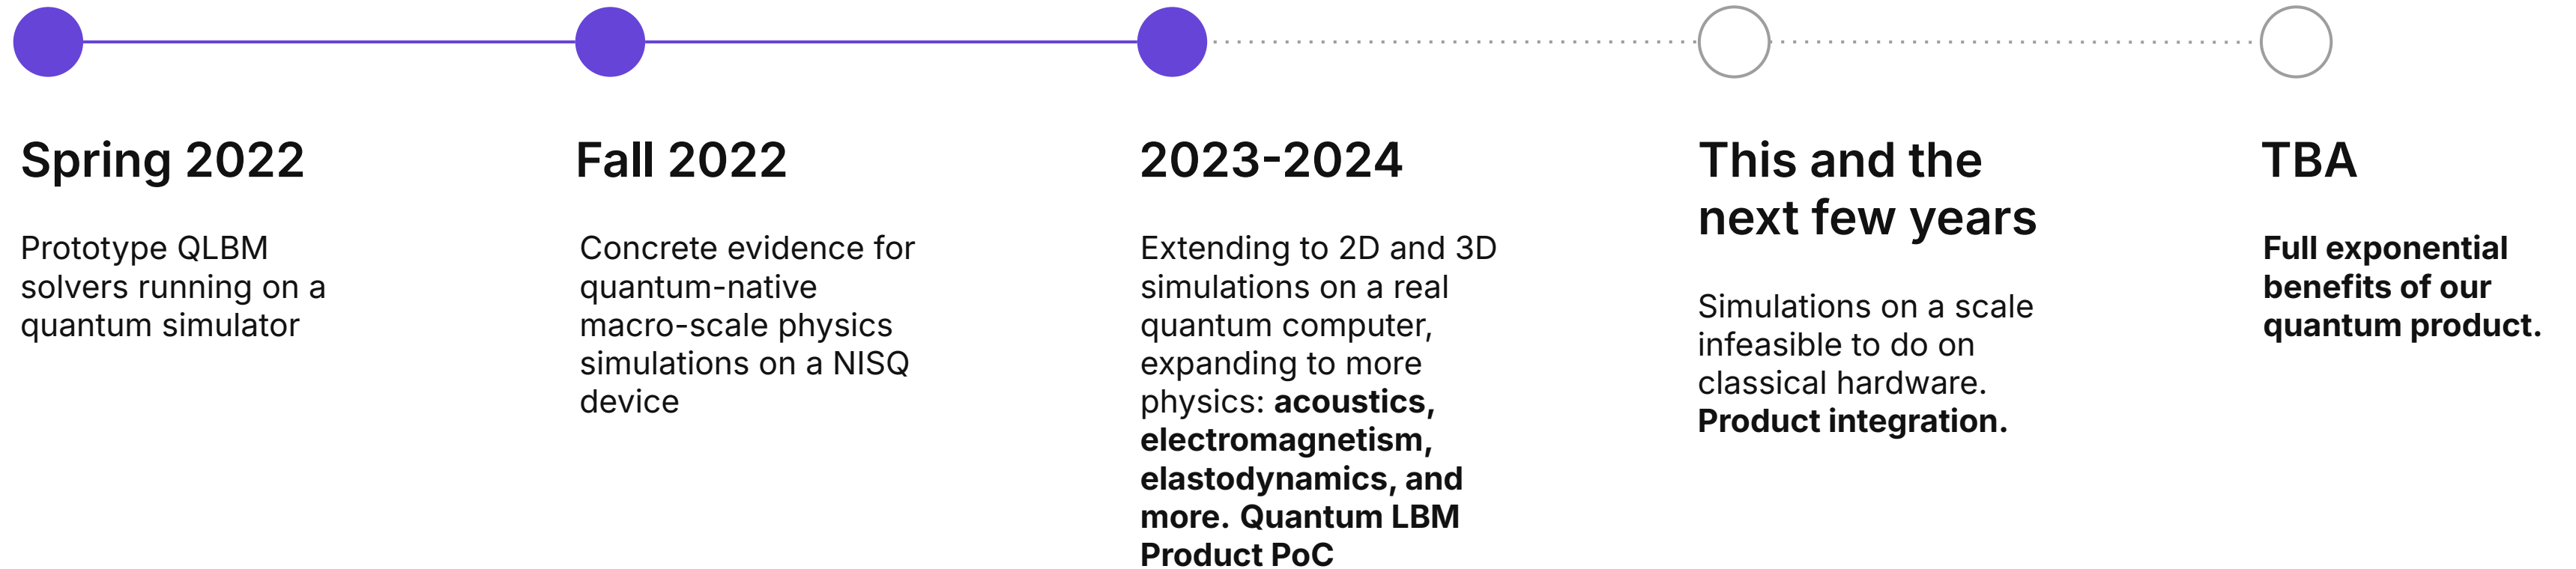 Spring 2022
Prototype QLBM
solvers running on a
quantum simulator
Fall 2022
Concrete evidence for
quantum-native
macro-scale physics
simulations on a NISQ
device
2023-2024
Extending to 2D and 3D
simulations on a real
quantum computer,
expanding to more
physics: acoustics,
electromagnetism,
elastodynamics, and
more. Quantum LBM
Product PoC
This and the
next few years
Simulations on a scale
infeasible to do on
classical hardware.
Product integration.
TBA
Full exponential
benefits of our
quantum product.